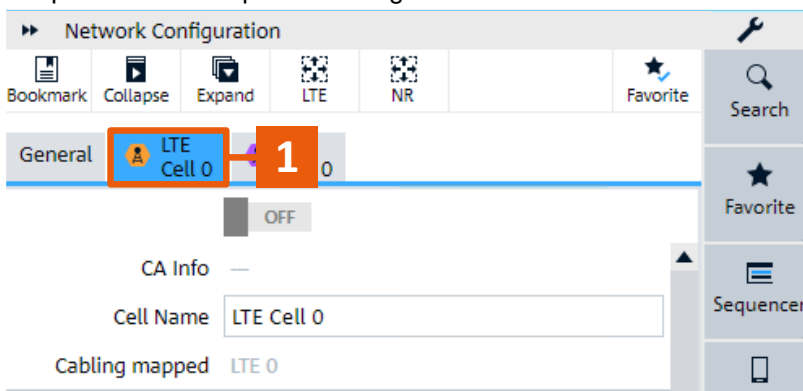 Network Configuration
Bookmark Collapse Expand LTE NR Favorite
Search
General LTE
Cell 0 1 0
Favorite
OFF
CA Info —
Sequencer
Cell Name LTE Cell 0
Cabling mapped LTE 0